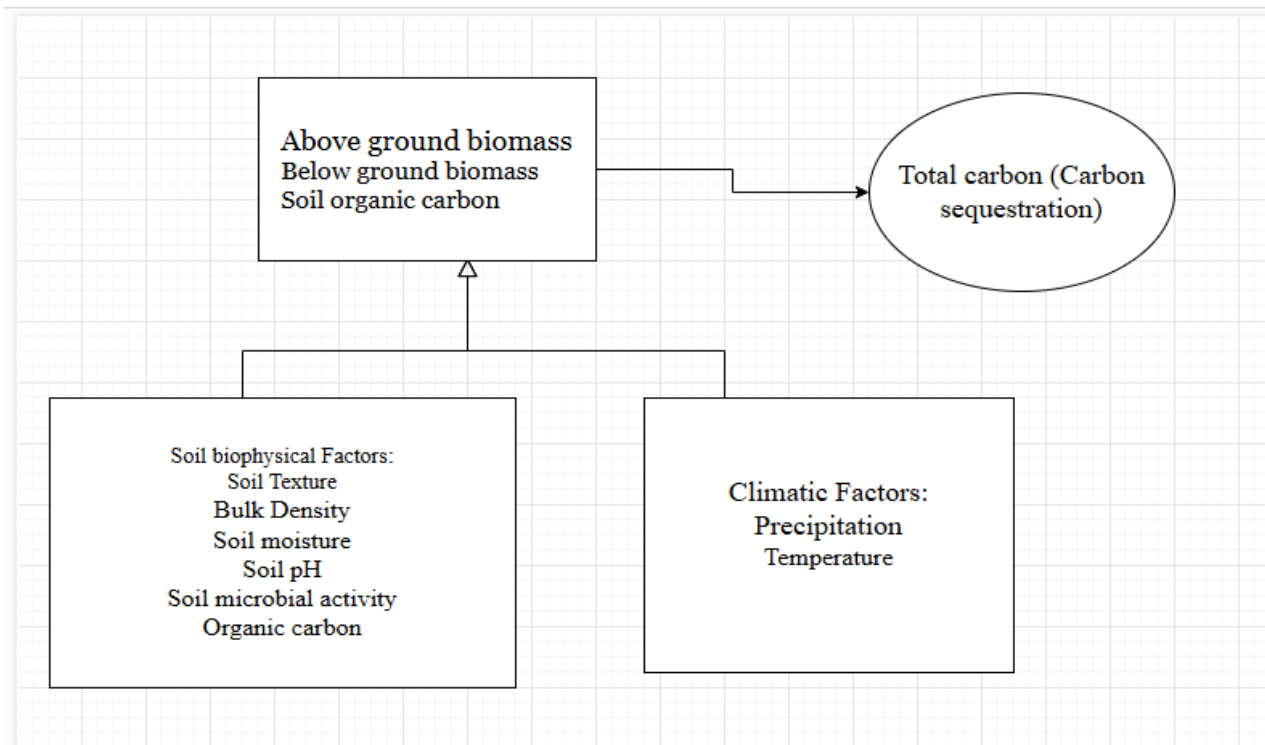 Above ground biomass
Below ground biomass
Soil organic carbon
Total carbon (Carbon
sequestration)
Soil biophysical Factors:
Soil Texture
Bulk Density
Soil moisture
Soil pH
Soil microbial activity
Organic carbon
Climatic Factors:
Precipitation
Temperature